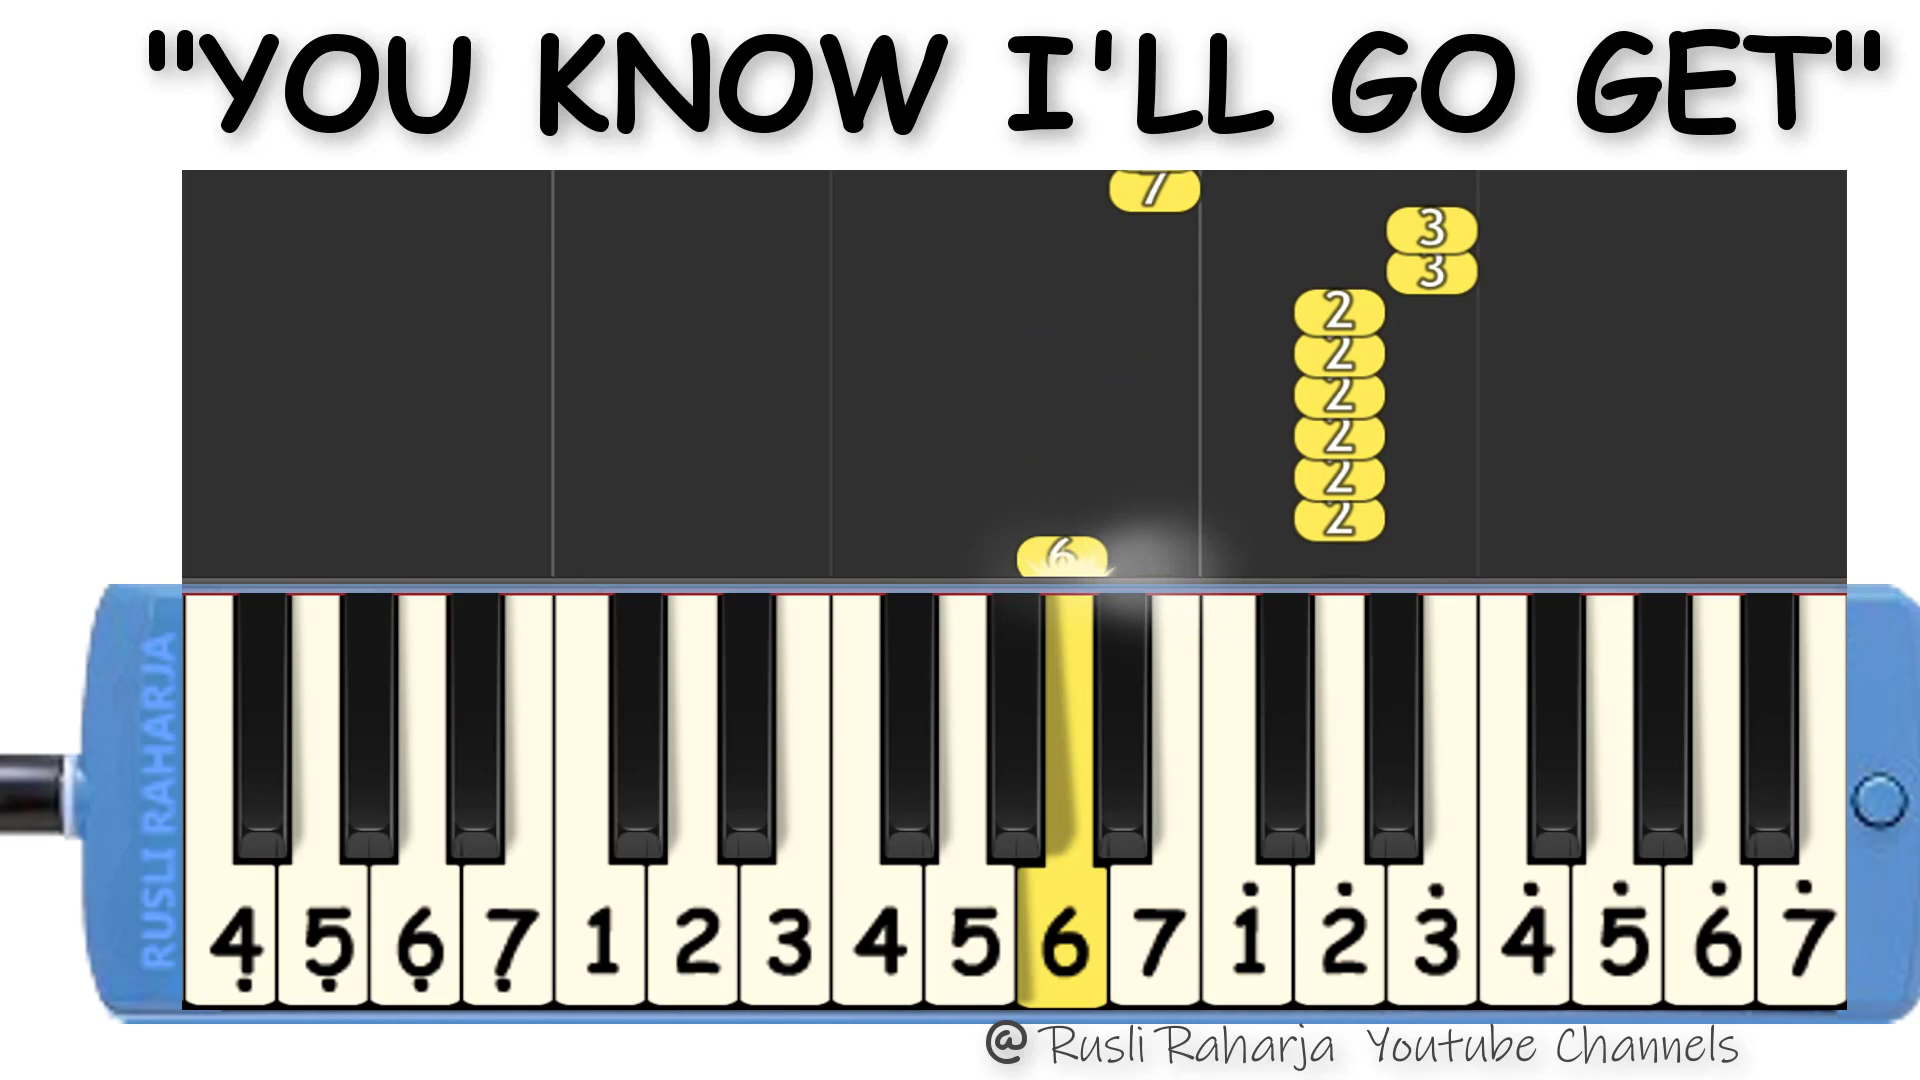 "YOU KNOW I'LL GO GET"
7
3
3
2
2
2
2
2
2
6
RUSLI RAHARJA
4̣ 5̣ 6̣ 7̣ 1 2 3 4 5 6 7 1̇ 2̇ 3̇ 4̇ 5̇ 6̇ 7̇
@ Rusli Raharja Youtube Channels